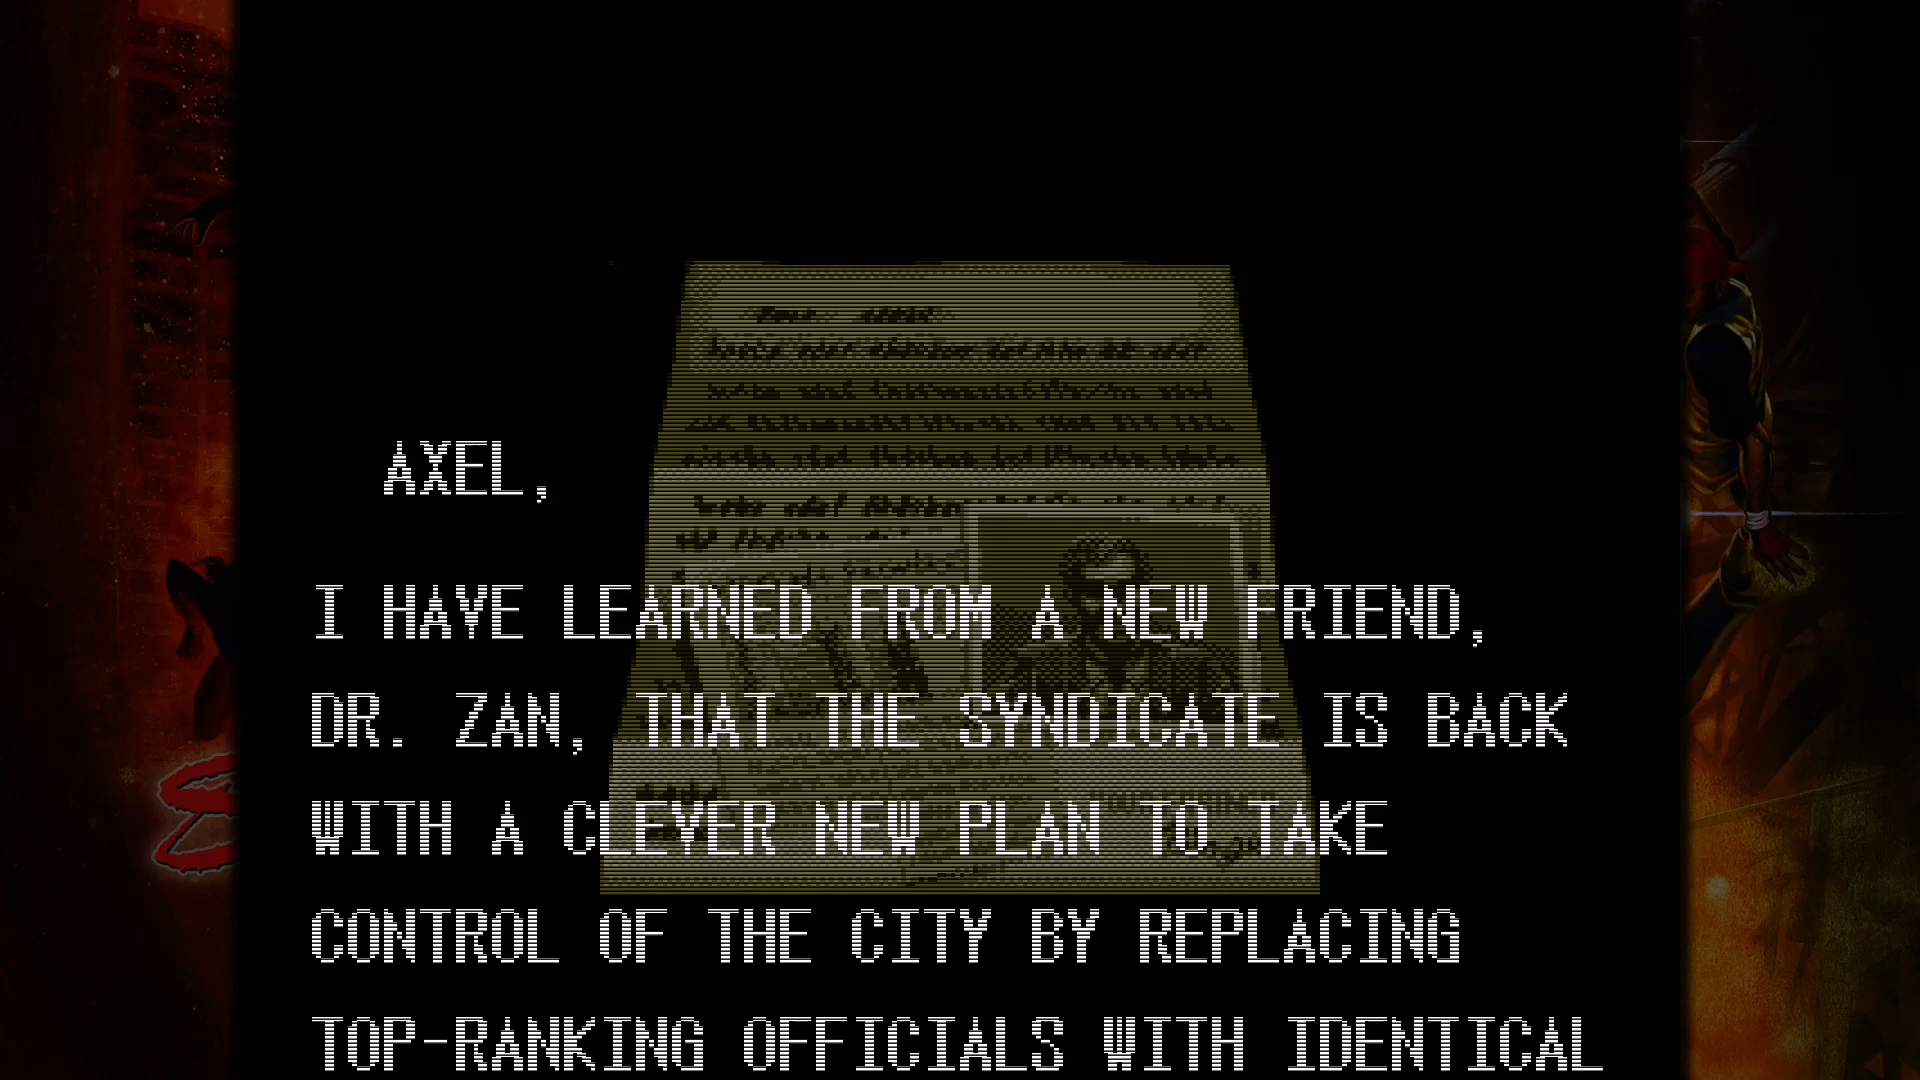 AXEL,
I HAVE LEARNED FROM A NEW FRIEND,
DR. ZAN, THAT THE SYNDICATE IS BACK
WITH A CLEVER NEW PLAN TO TAKE
CONTROL OF THE CITY BY REPLACING
TOP-RANKING OFFICIALS WITH IDENTICAL